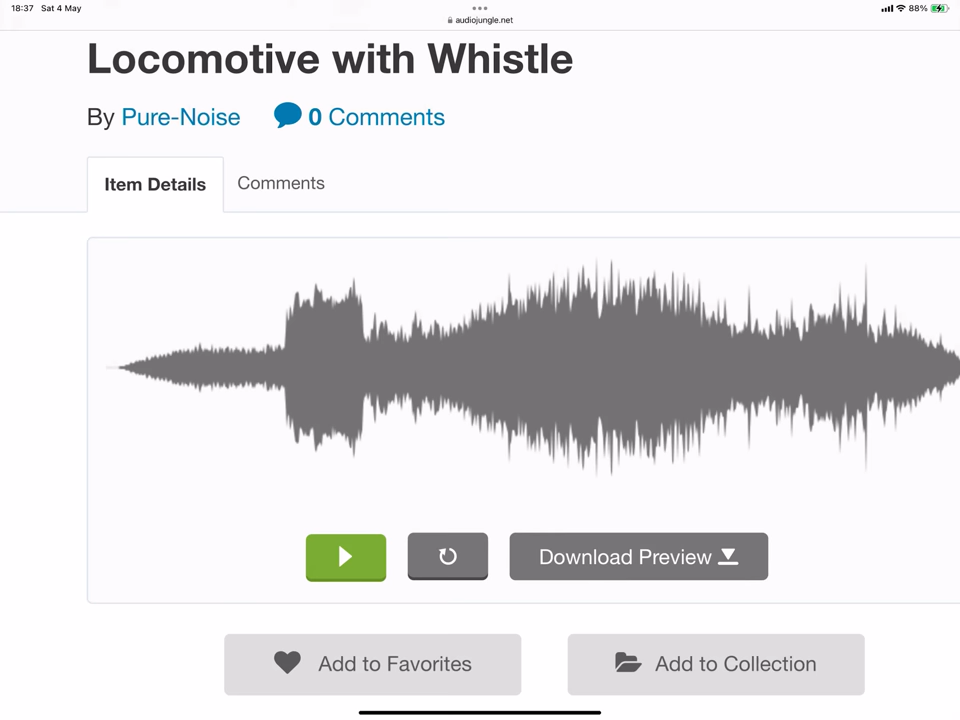 18:37 Sat 4 May
88%
audiojungle.net
Locomotive with Whistle
By Pure-Noise 0 Comments
Item Details Comments
Download Preview
Add to Favorites Add to Collection